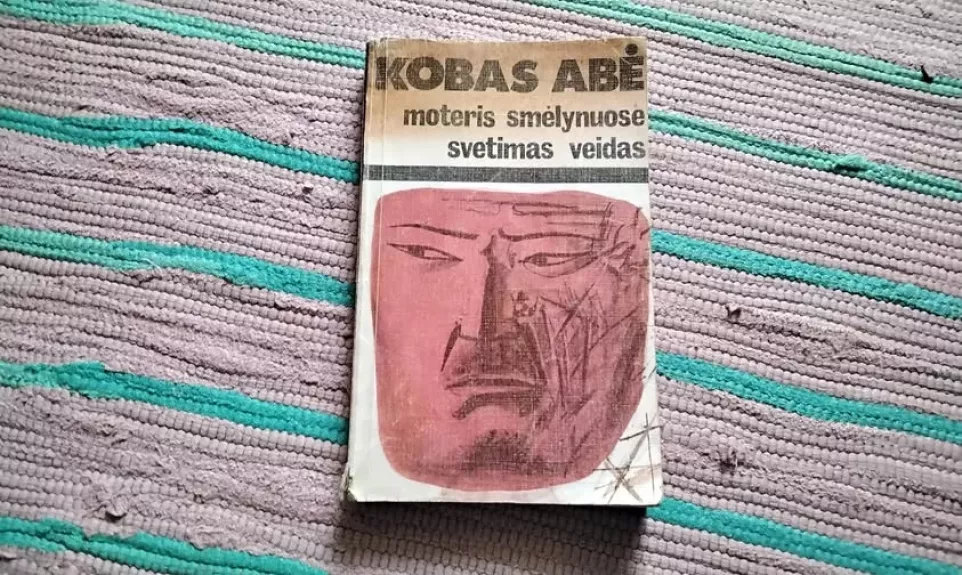 KOBAS ABĖ
moteris smėlynuose
svetimas veidas